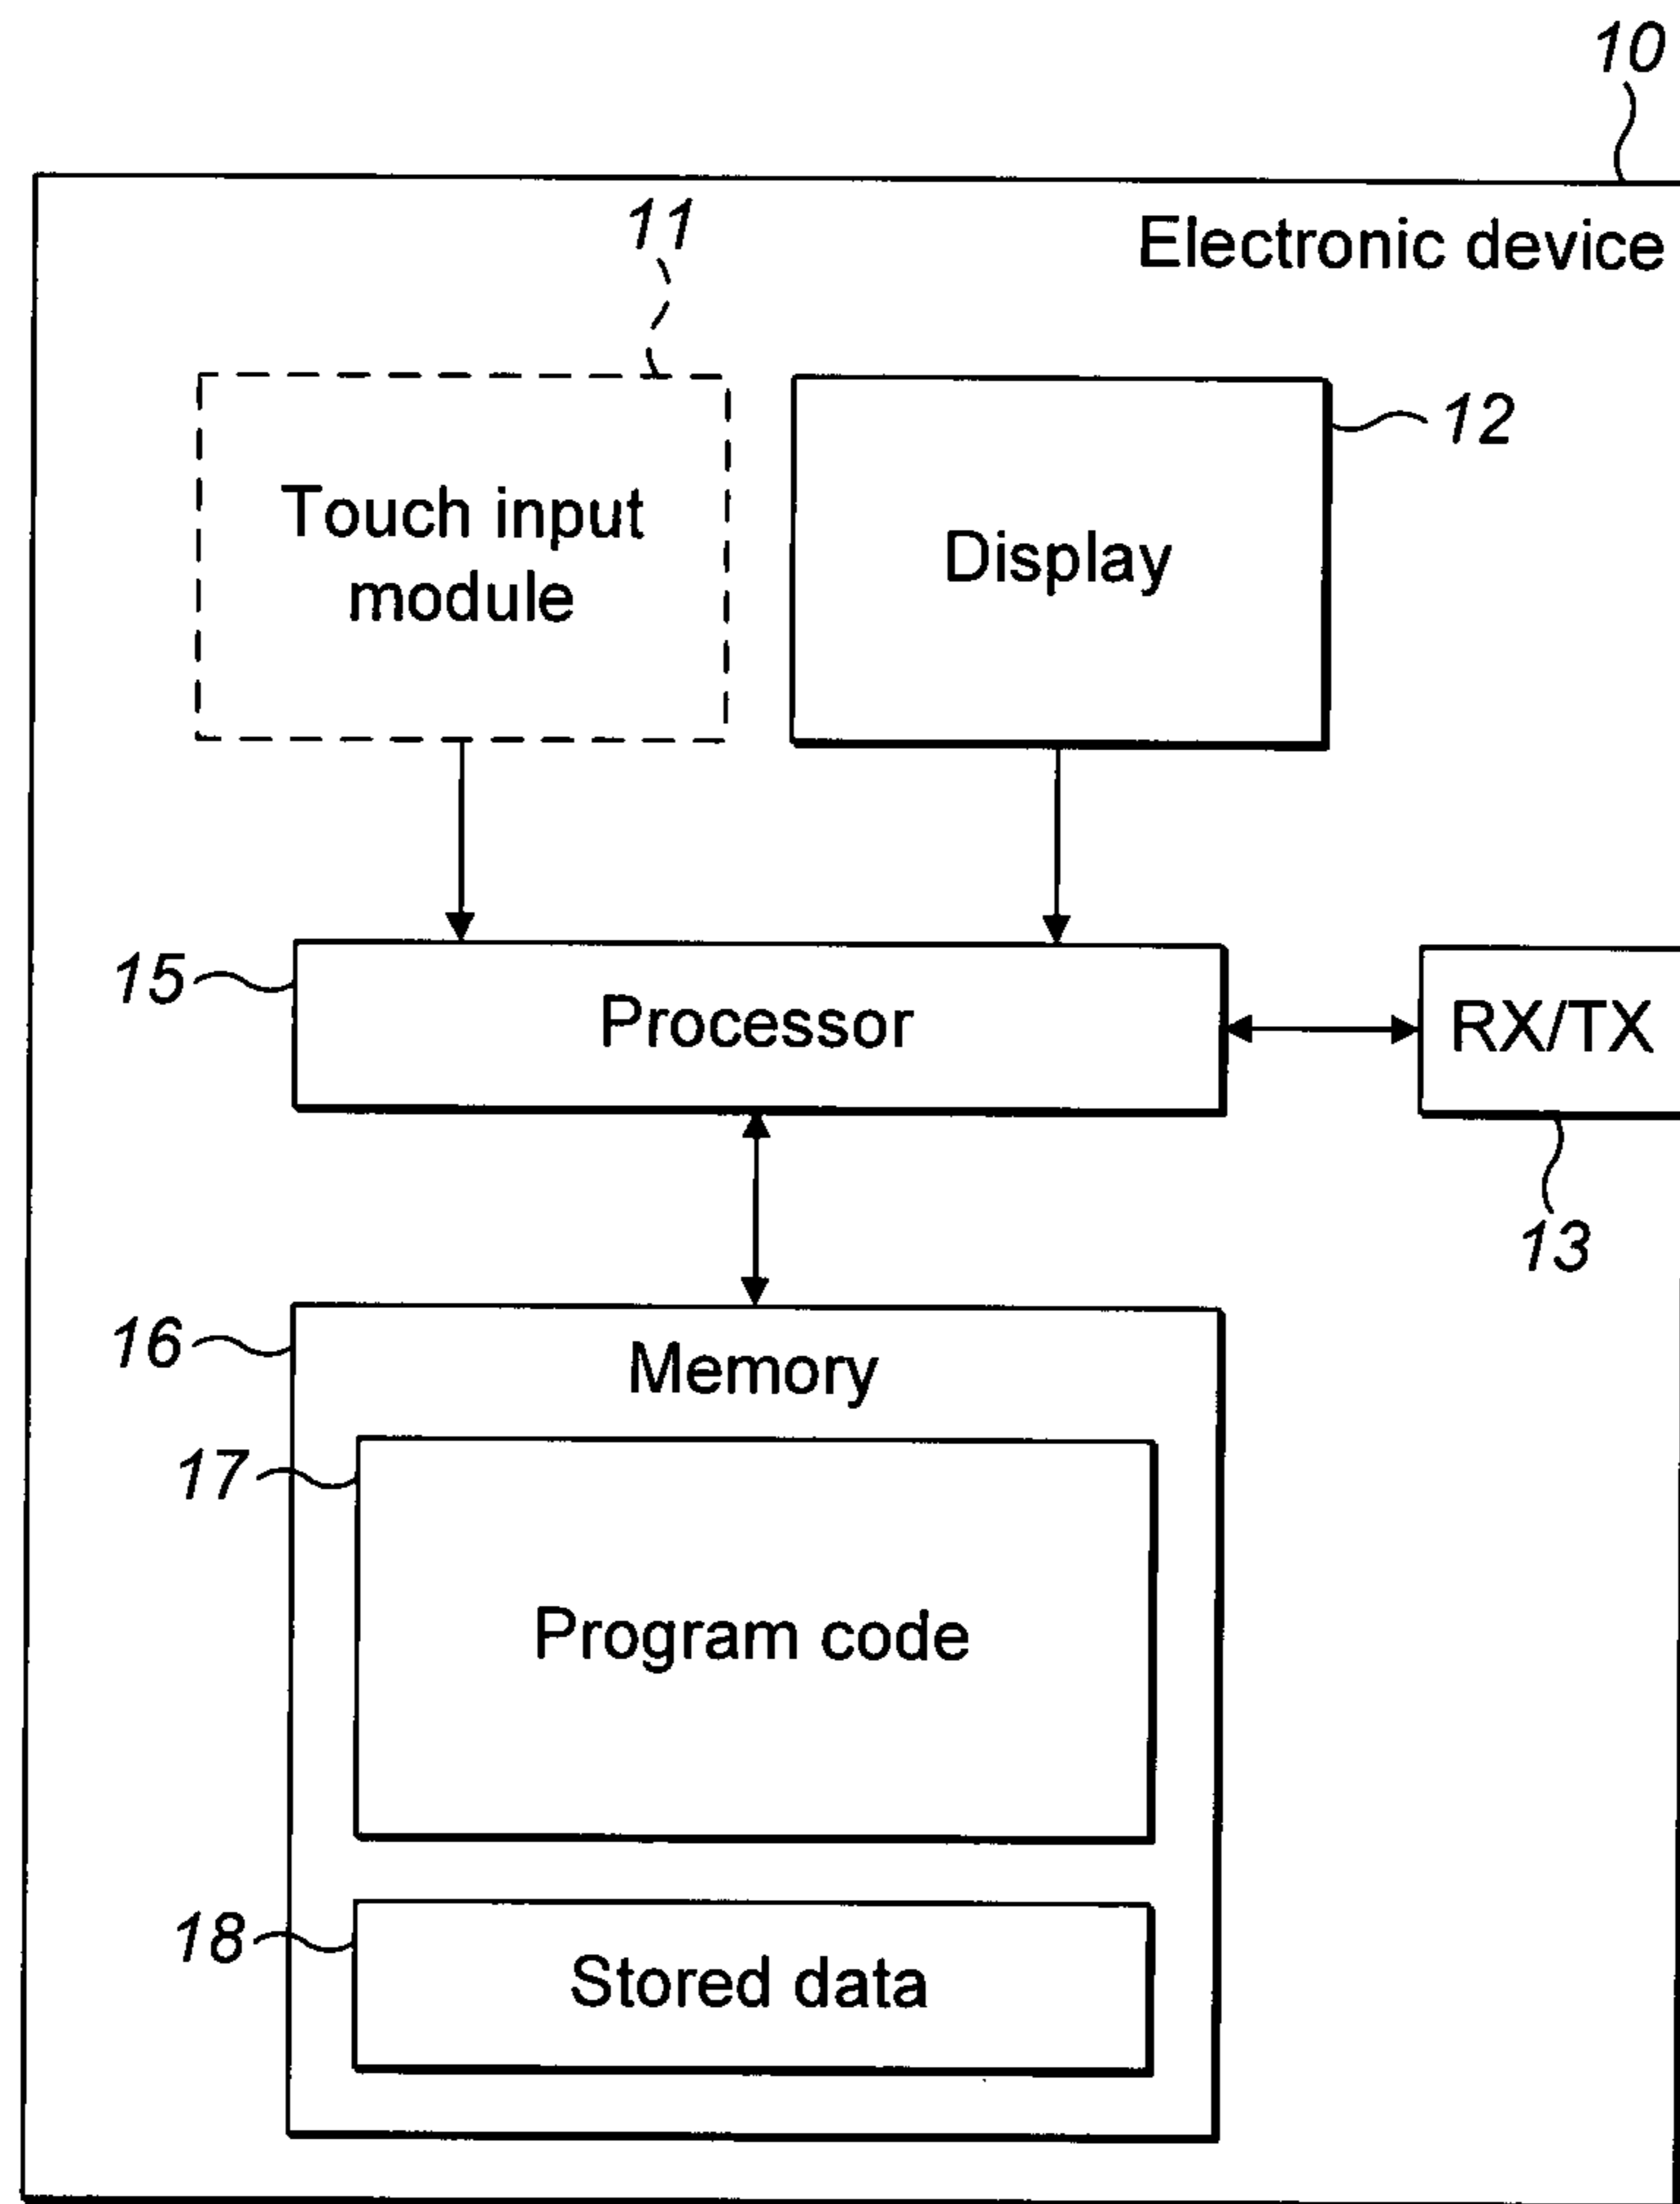 10
Electronic device
11
12
Touch input
module
Display
15
Processor
RX/TX
13
16
Memory
17
Program code
18
Stored data